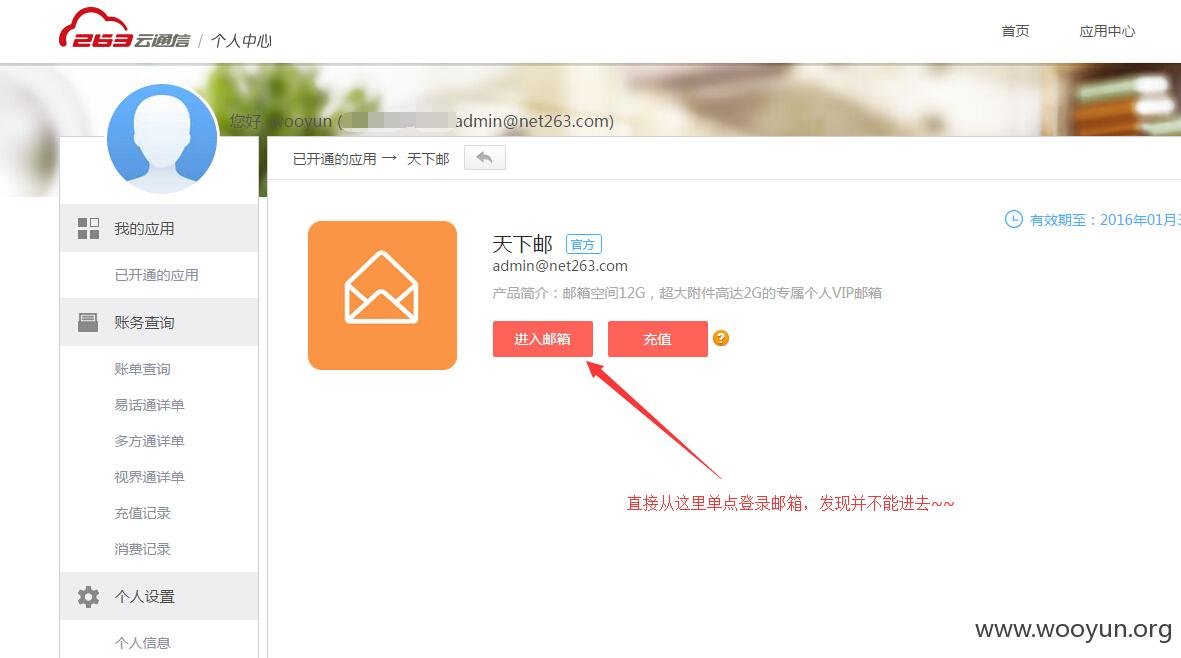 263云通信 / 个人中心
首页
应用中心
您好 wooyun ( admin@net263.com)
已开通的应用 → 天下邮
我的应用
已开通的应用
账务查询
账单查询
易话通详单
多方通详单
视界通详单
充值记录
消费记录
个人设置
个人信息
有效期至：2016年01月3
天下邮 官方
admin@net263.com
产品简介：邮箱空间12G，超大附件高达2G的专属个人VIP邮箱
进入邮箱
充值
?
直接从这里单点登录邮箱，发现并不能进去~~
www.wooyun.org